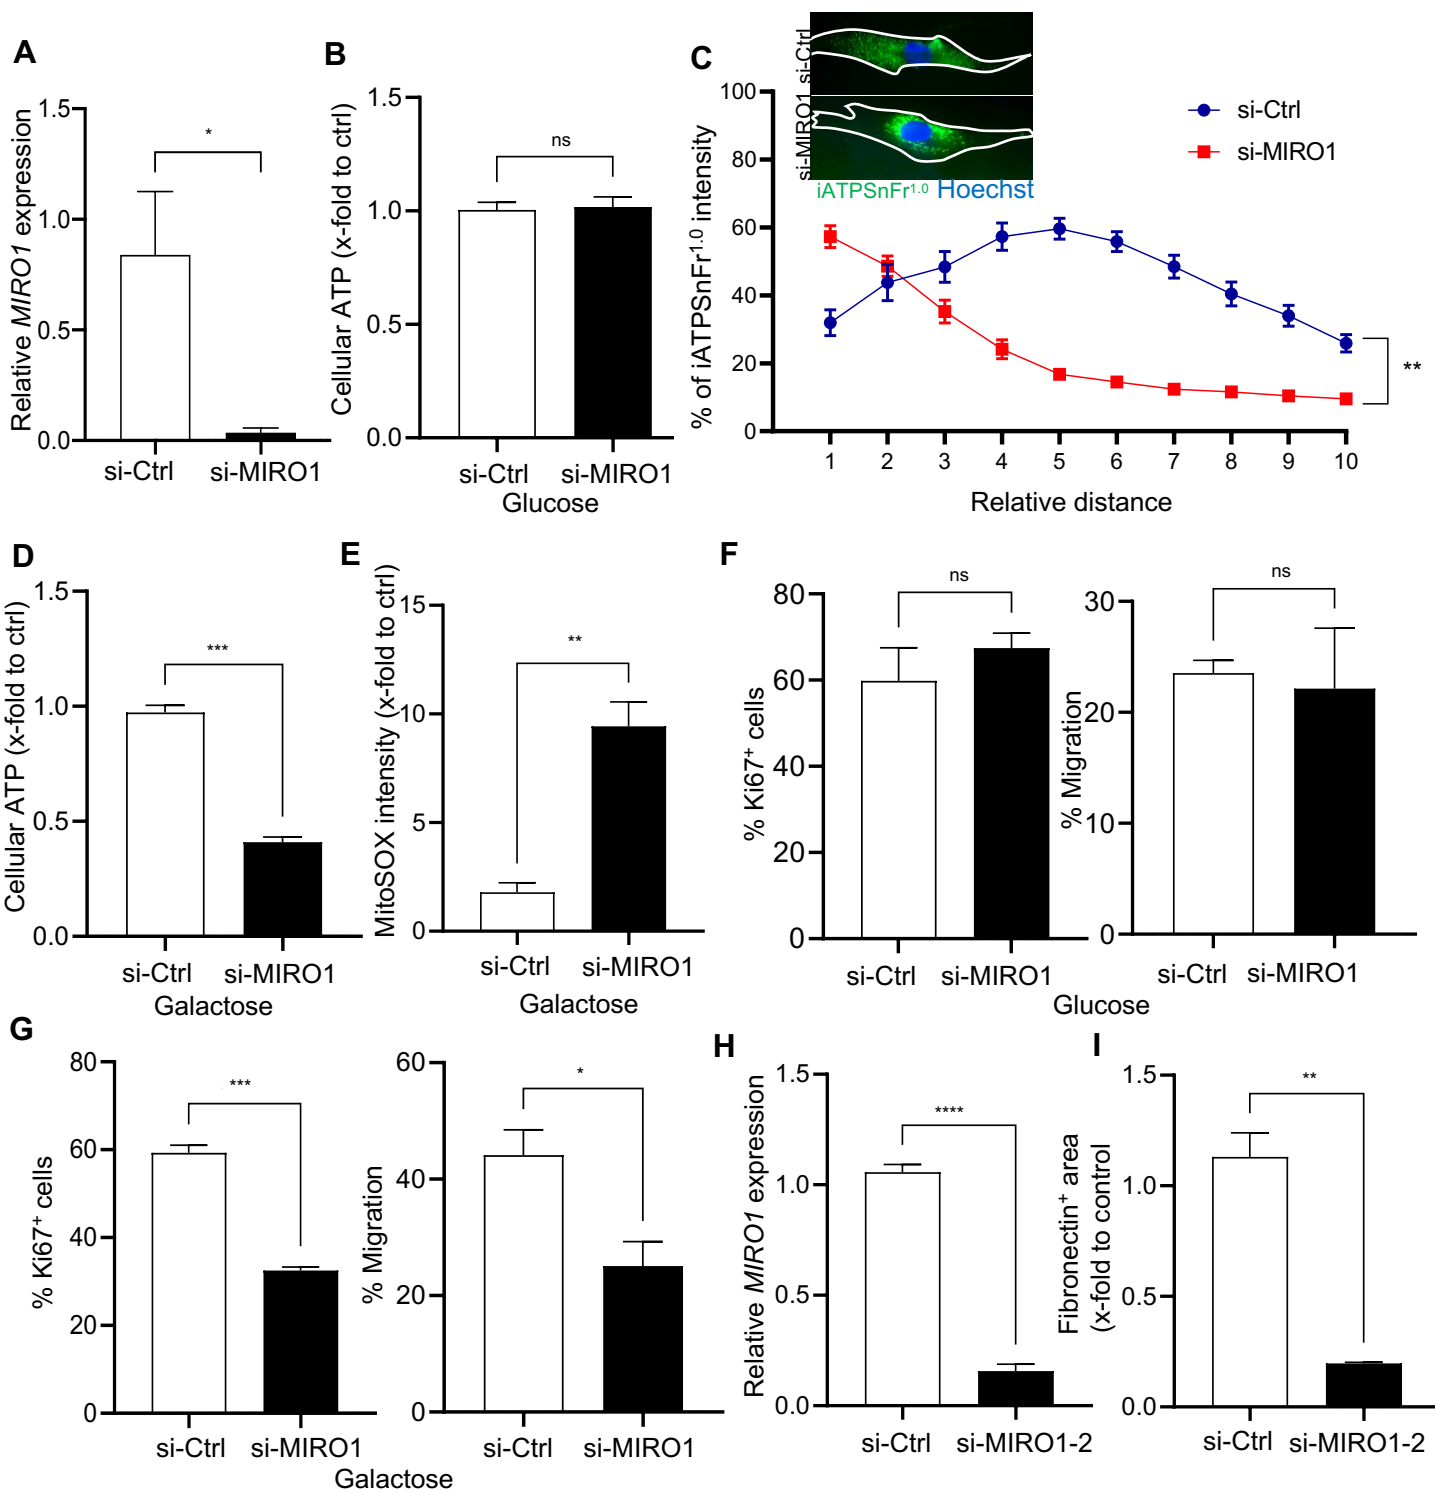 A
Relative MIRO1 expression
1.5
1.0
0.5
0.0
*
si-Ctrl si-MIRO1
B
Cellular ATP (x-fold to ctrl)
1.5
1.0
0.5
0.0
ns
si-Ctrl si-MIRO1
Glucose
C
si-MIRO1 si-Ctrl
iATPSnFr1.0 Hoechst
% of iATPSnFr1.0 intensity
100
80
60
40
20
0
si-Ctrl
si-MIRO1
**
1 2 3 4 5 6 7 8 9 10
Relative distance
D
Cellular ATP (x-fold to ctrl)
1.5
1.0
0.5
0.0
***
si-Ctrl si-MIRO1
Galactose
E
MitoSOX intensity (x-fold to ctrl)
15
10
5
0
**
si-Ctrl si-MIRO1
Galactose
F
% Ki67+ cells
80
60
40
20
0
ns
si-Ctrl si-MIRO1
% Migration
30
20
10
0
ns
si-Ctrl si-MIRO1
Glucose
G
% Ki67+ cells
80
60
40
20
0
***
si-Ctrl si-MIRO1
% Migration
60
40
20
0
*
si-Ctrl si-MIRO1
Galactose
H
Relative MIRO1 expression
1.5
1.0
0.5
0.0
****
si-Ctrl si-MIRO1-2
I
Fibronectin+ area
(x-fold to control)
1.5
1.0
0.5
0.0
**
si-Ctrl si-MIRO1-2